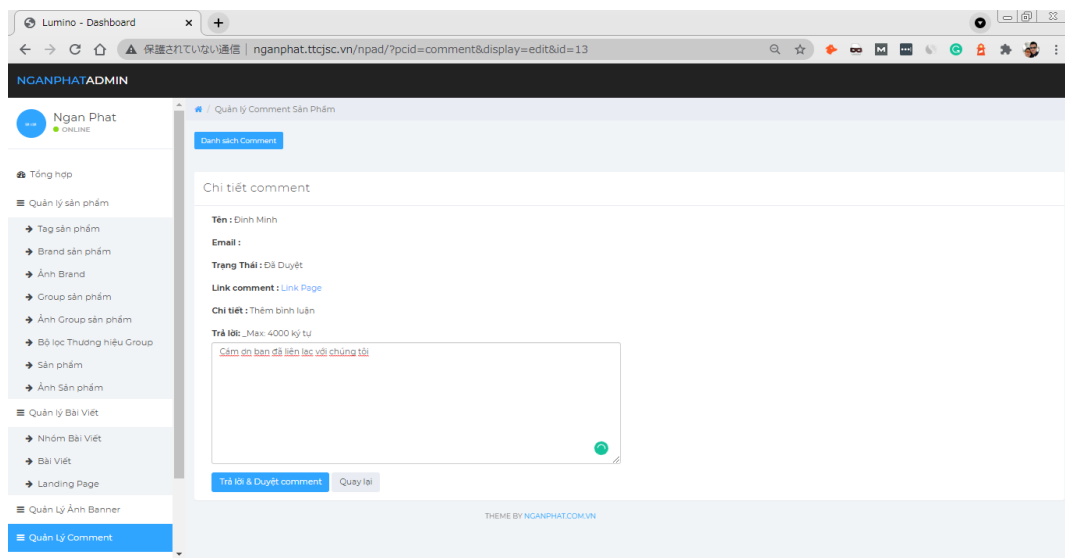 Lumino - Dashboard
保護されていない通信 | nganphat.ttcjsc.vn/npad/?pcid=comment&display=edit&id=13
NGANPHATADMIN
Ngan Phat
ONLINE
Tổng hợp
Quản lý sản phẩm
Tag sản phẩm
Brand sản phẩm
Ảnh Brand
Group sản phẩm
Ảnh Group sản phẩm
Bộ lọc Thương hiệu Group
Sản phẩm
Ảnh Sản phẩm
Quản lý Bài Viết
Nhóm Bài Viết
Bài Viết
Landing Page
Quản Lý Ảnh Banner
Quản Lý Comment
/ Quản lý Comment Sản Phẩm
Danh sách Comment
Chi tiết comment
Tên : Đinh Minh
Email :
Trạng Thái : Đã Duyệt
Link comment : Link Page
Chi tiết : Thêm bình luận
Trả lời: _Max: 4000 ký tự
Cám ơn bạn đã liên lạc với chúng tôi
Trả lời & Duyệt comment
Quay lại
THEME BY NGANPHAT.COM.VN